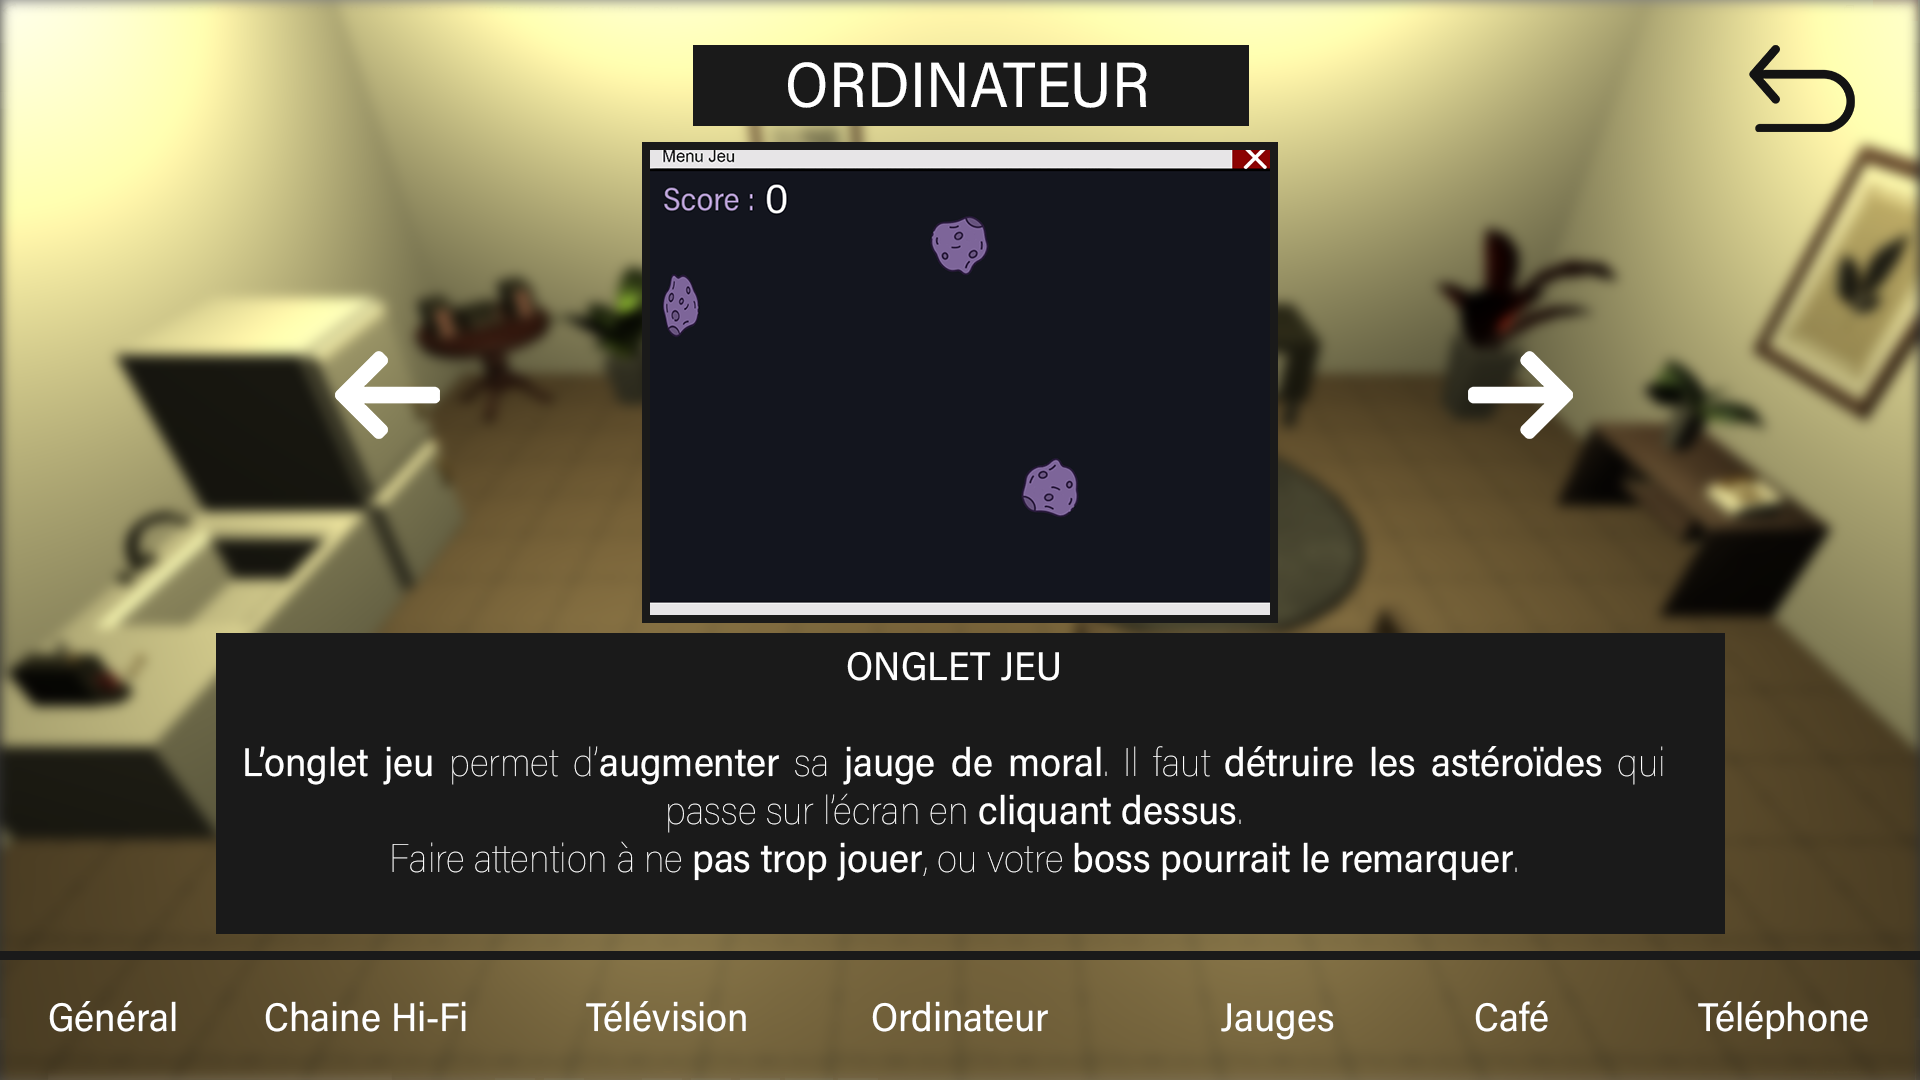 ORDINATEUR
Menu Jeu
Score : 0
ONGLET JEU
L'onglet jeu permet d'augmenter sa jauge de moral. Il faut détruire les astéroïdes qui
passe sur l'écran en cliquant dessus.
Faire attention à ne pas trop jouer, ou votre boss pourrait le remarquer.
Général Chaine Hi-Fi Télévision Ordinateur Jauges Café Téléphone